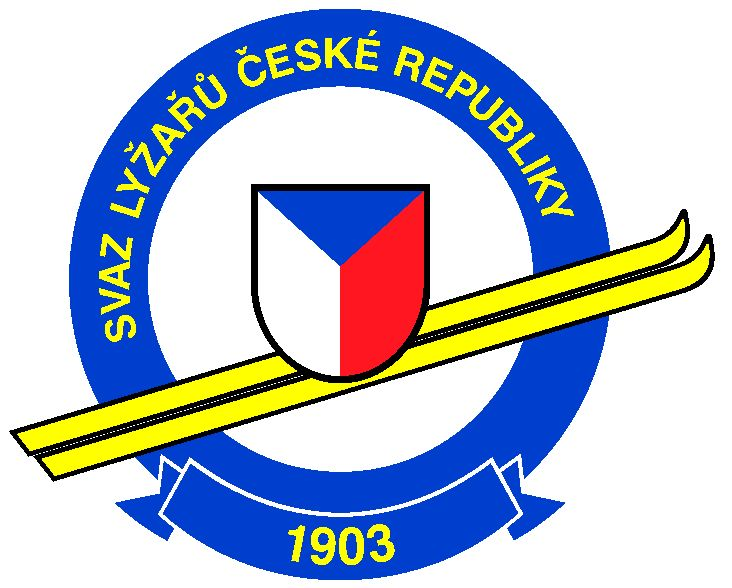 SVAZ LYŽAŘŮ ČESKÉ REPUBLIKY
1903